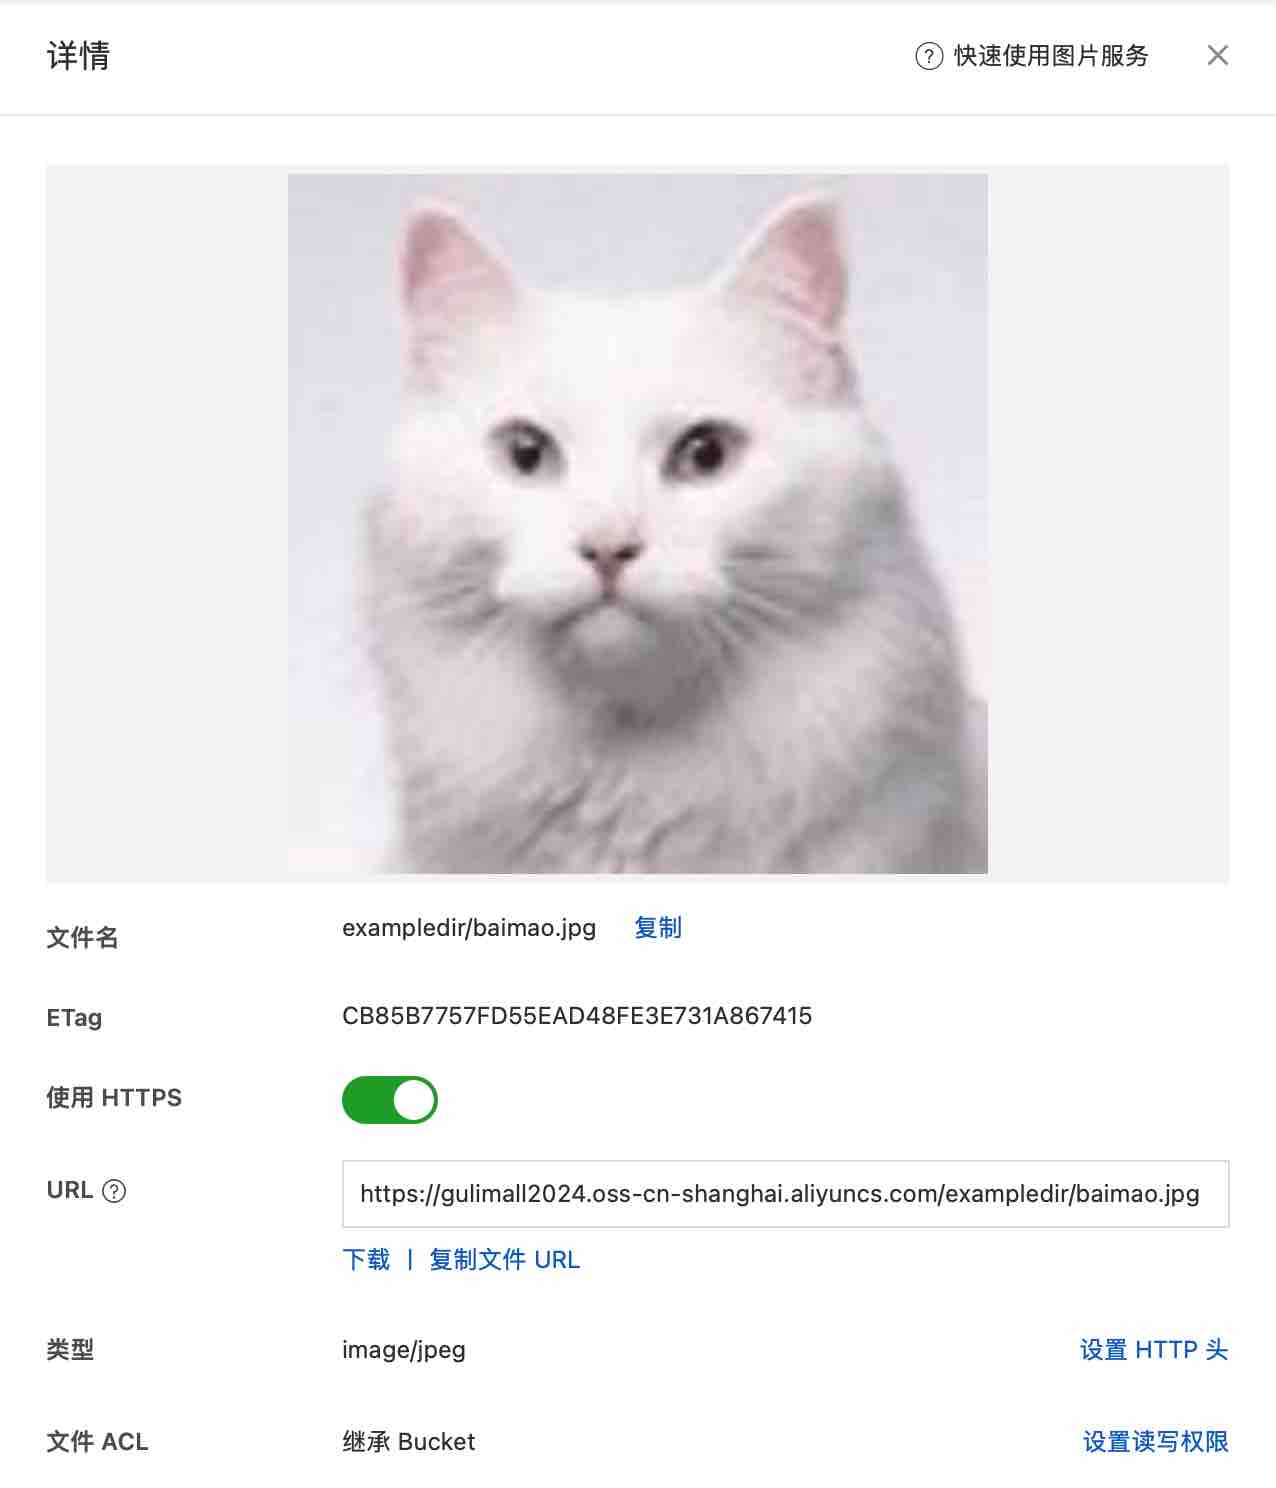 详情
快速使用图片服务
文件名 exampledir/baimao.jpg 复制
ETag CB85B7757FD55EAD48FE3E731A867415
使用 HTTPS
URL https://gulimall2024.oss-cn-shanghai.aliyuncs.com/exampledir/baimao.jpg
下载 | 复制文件 URL
类型 image/jpeg 设置 HTTP 头
文件 ACL 继承 Bucket 设置读写权限